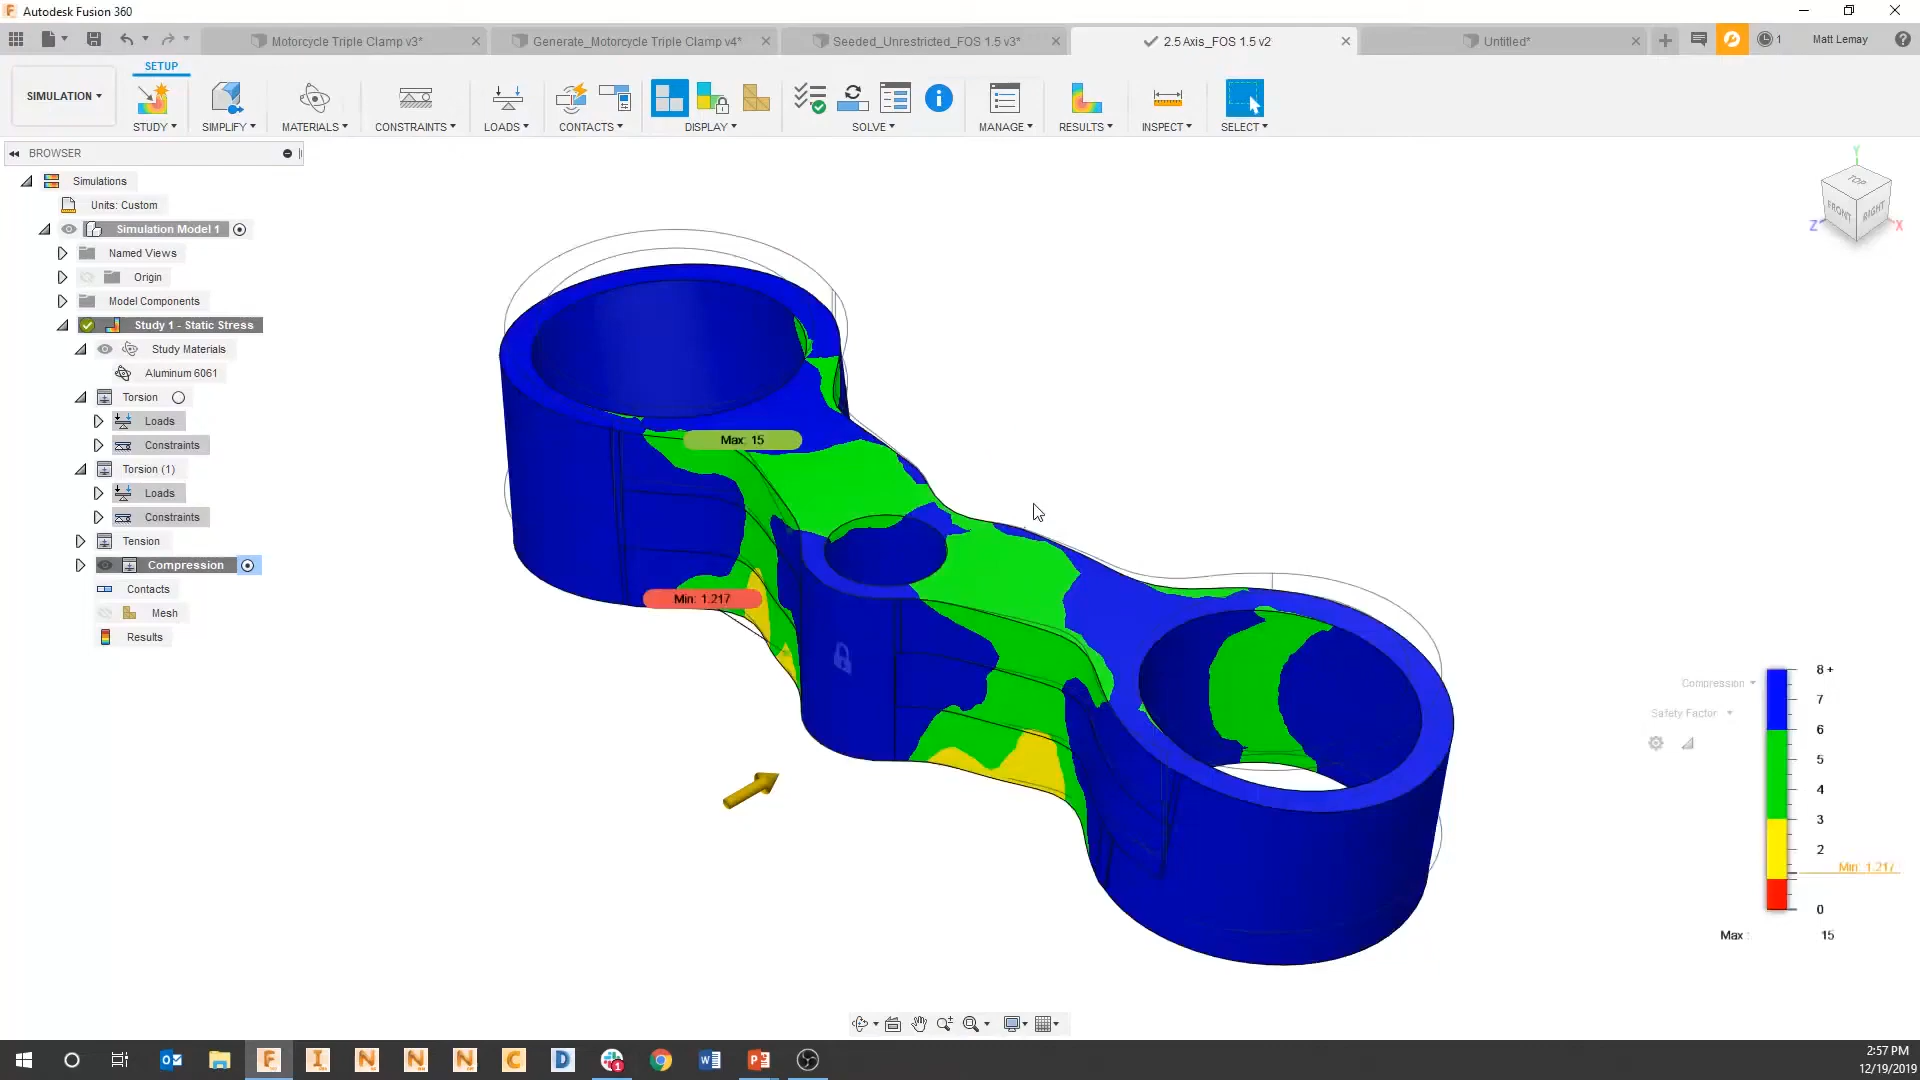 Autodesk Fusion 360
Motorcycle Triple Clamp v3*
Generate_Motorcycle Triple Clamp v4*
Seeded_Unrestricted_FOS 1.5 v3*
2.5 Axis_FOS 1.5 v2
Untitled*
1
Matt Lemay
SETUP
SIMULATION
STUDY
SIMPLIFY
MATERIALS
CONSTRAINTS
LOADS
CONTACTS
DISPLAY
SOLVE
MANAGE
RESULTS
INSPECT
SELECT
BROWSER
Simulations
Units: Custom
Simulation Model 1
Named Views
Origin
Model Components
Study 1 - Static Stress
Study Materials
Aluminum 6061
Torsion
Loads
Constraints
Torsion (1)
Loads
Constraints
Tension
Compression
Contacts
Mesh
Results
Y
TOP
FRONT
RIGHT
Z
X
Max: 15
Min: 1.217
Compression
Safety Factor
8 +
7
6
5
4
3
2
Min: 1.217
0
Max :
15
2:57 PM
12/19/2019